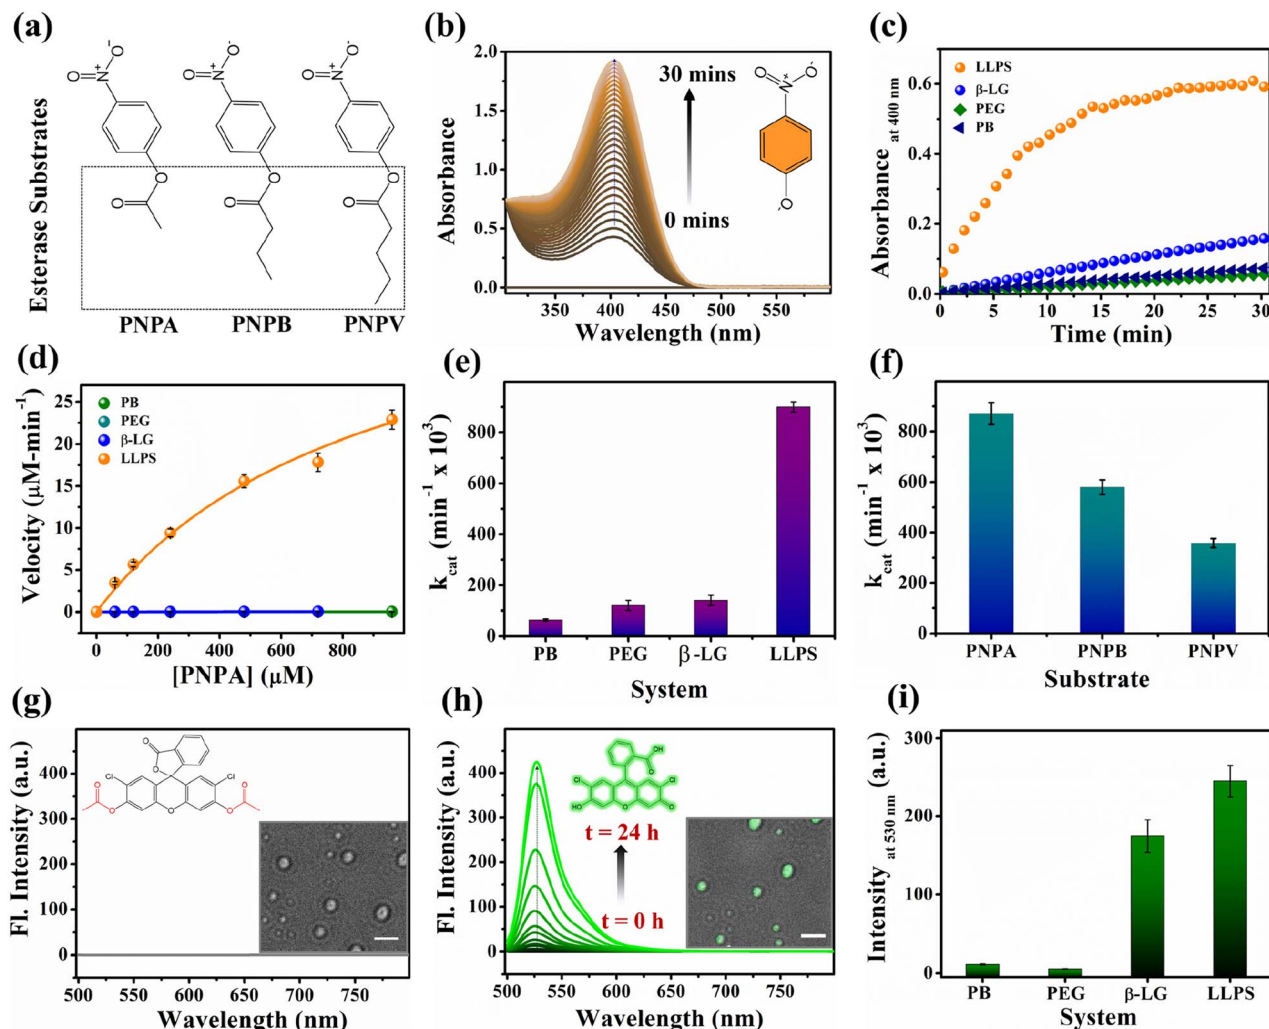 (a)
Esterase Substrates
O
N
+
O
-
O
O
O
N
+
O
-
O
O
O
N
+
O
-
O
O
PNPA PNPB PNPV
(b)
Absorbance
2.0
1.5
1.0
0.5
0.0
30 mins
0 mins
O
N
+
O
-
O
-
350 400 450 500 550
Wavelength (nm)
(c)
Absorbance at 400 nm
0.6
0.4
0.2
0.0
LLPS
β-LG
PEG
PB
0 5 10 15 20 25 30
Time (min)
(d)
Velocity (μM-min⁻¹)
25
20
15
10
5
0
PB
PEG
β-LG
LLPS
0 200 400 600 800
[PNPA] (μM)
(e)
kcat (min⁻¹ x 10³)
800
600
400
200
0
PB PEG β-LG LLPS
System
(f)
kcat (min⁻¹ x 10³)
800
600
400
200
0
PNPA PNPB PNPV
Substrate
(g)
Fl. Intensity (a.u.)
400
300
200
100
0
O
O
Cl Cl
O O
O O O
500 550 600 650 700 750
Wavelength (nm)
(h)
Fl. Intensity (a.u.)
400
300
200
100
0
OH
O
Cl Cl
HO O O
t = 24 h
t = 0 h
500 550 600 650 700 750
Wavelength (nm)
(i)
Intensity at 530 nm (a.u.)
300
200
100
0
PB PEG β-LG LLPS
System